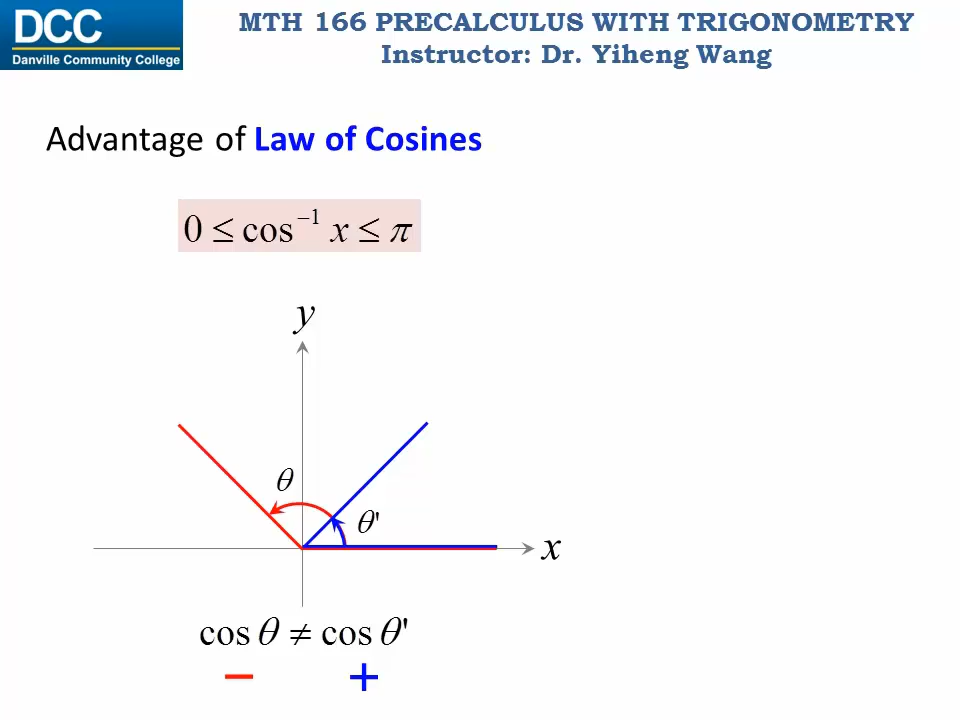 DCC
Danville Community College
MTH 166 PRECALCULUS WITH TRIGONOMETRY
Instructor: Dr. Yiheng Wang
Advantage of Law of Cosines
0 ≤ cos⁻¹ x ≤ π
y
θ
θ'
x
cos θ ≠ cos θ'
− +